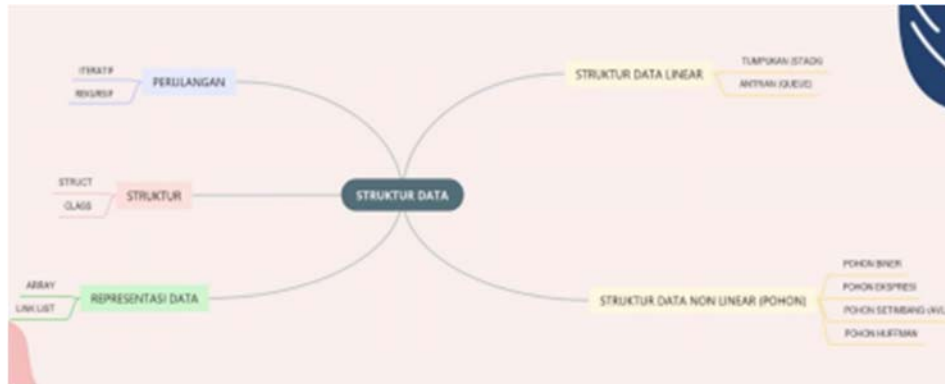 ITERATIF
REKURSIF
PERULANGAN
STRUCT
CLASS
STRUKTUR
ARRAY
LINK LIST
REPRESENTASI DATA
STRUKTUR DATA
STRUKTUR DATA LINEAR
TUMPUKAN (STACK)
ANTRIAN (QUEUE)
STRUKTUR DATA NON LINEAR (POHON)
POHON BINER
POHON EKSPRESI
POHON SETIMBANG (AVL
POHON HUFFMAN